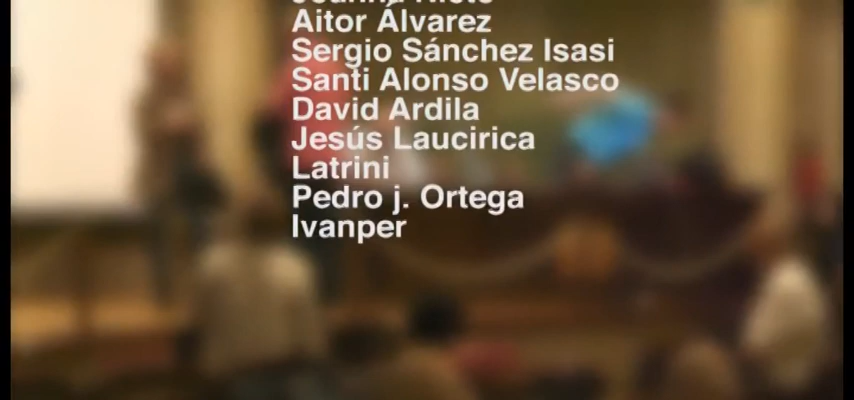 Aitor Álvarez
Sergio Sánchez Isasi
Santi Alonso Velasco
David Ardila
Jesús Laucirica
Latrini
Pedro j. Ortega
Ivanper